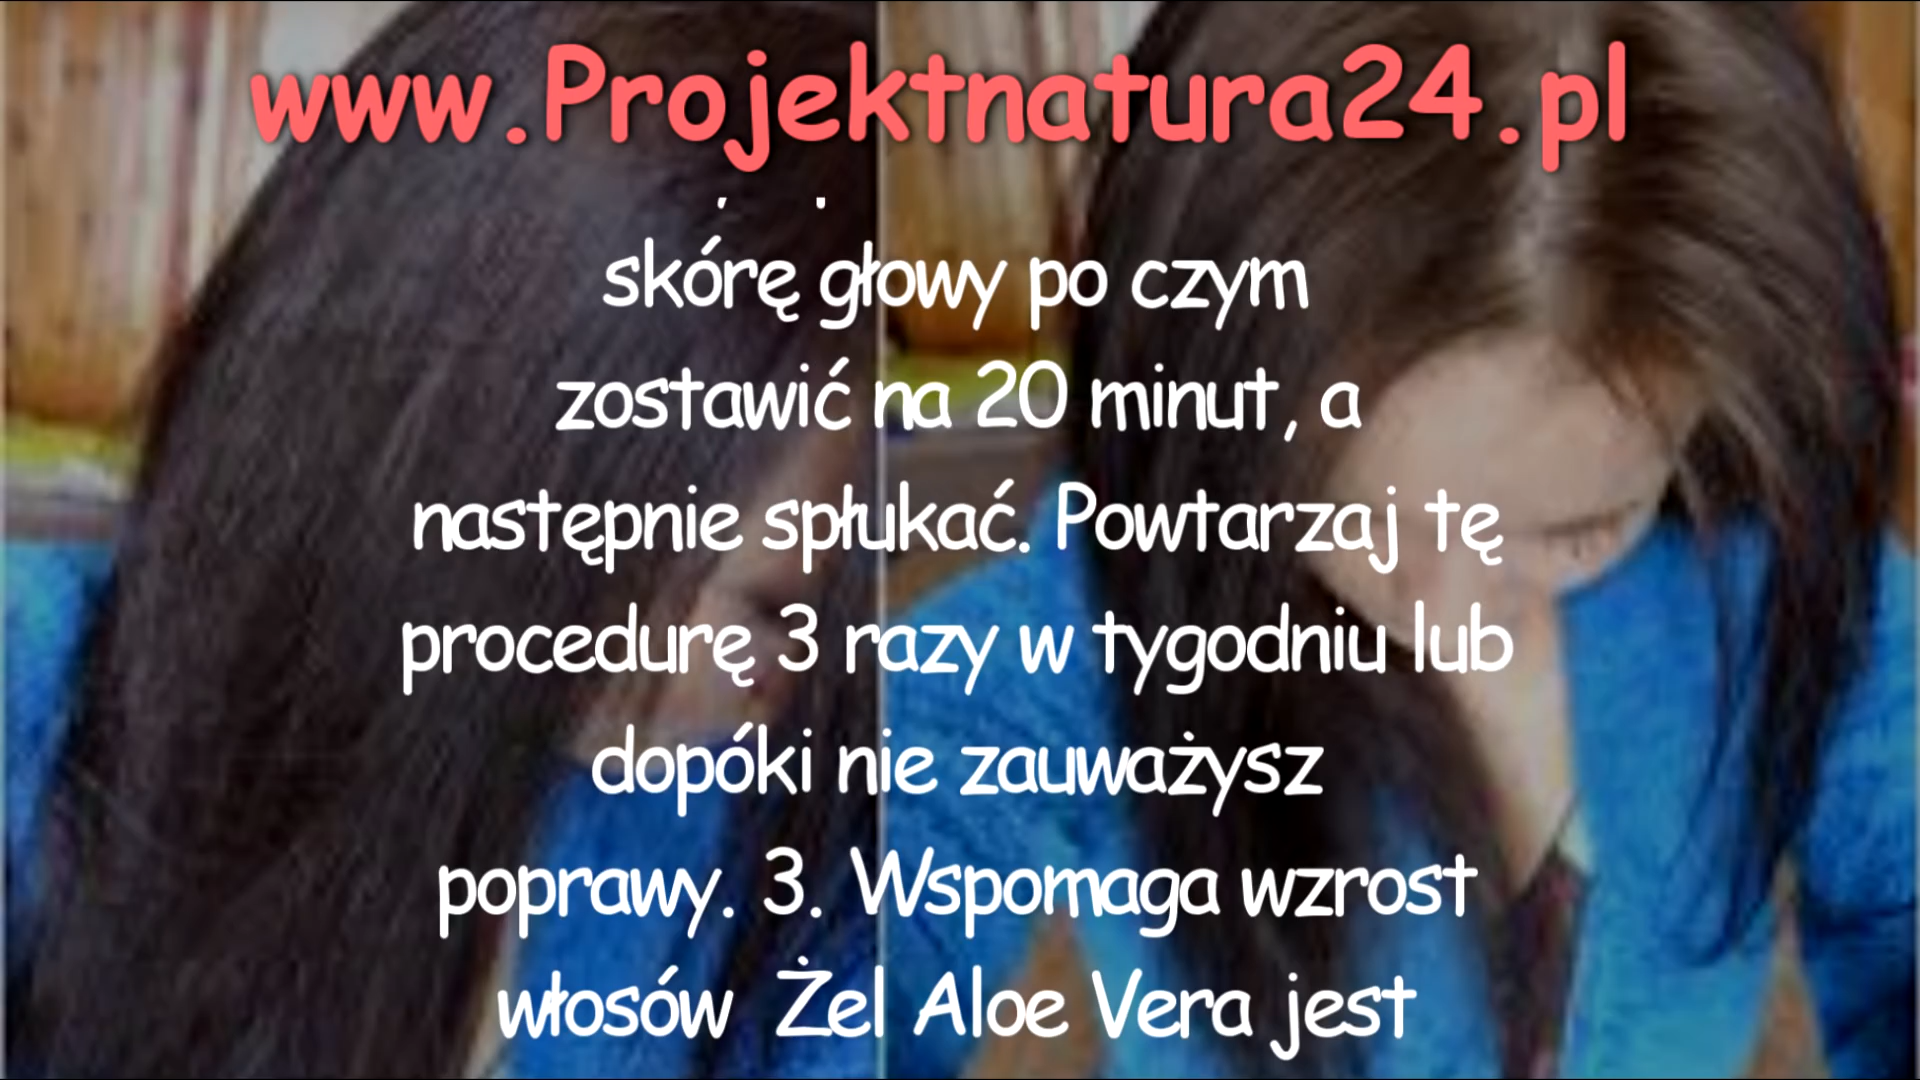 www.Projektnatura24.pl
skórę głowy po czym
zostawić na 20 minut, a
następnie spłukać. Powtarzaj tę
procedurę 3 razy w tygodniu lub
dopóki nie zauważysz
poprawy. 3. Wspomaga wzrost
włosów Żel Aloe Vera jest